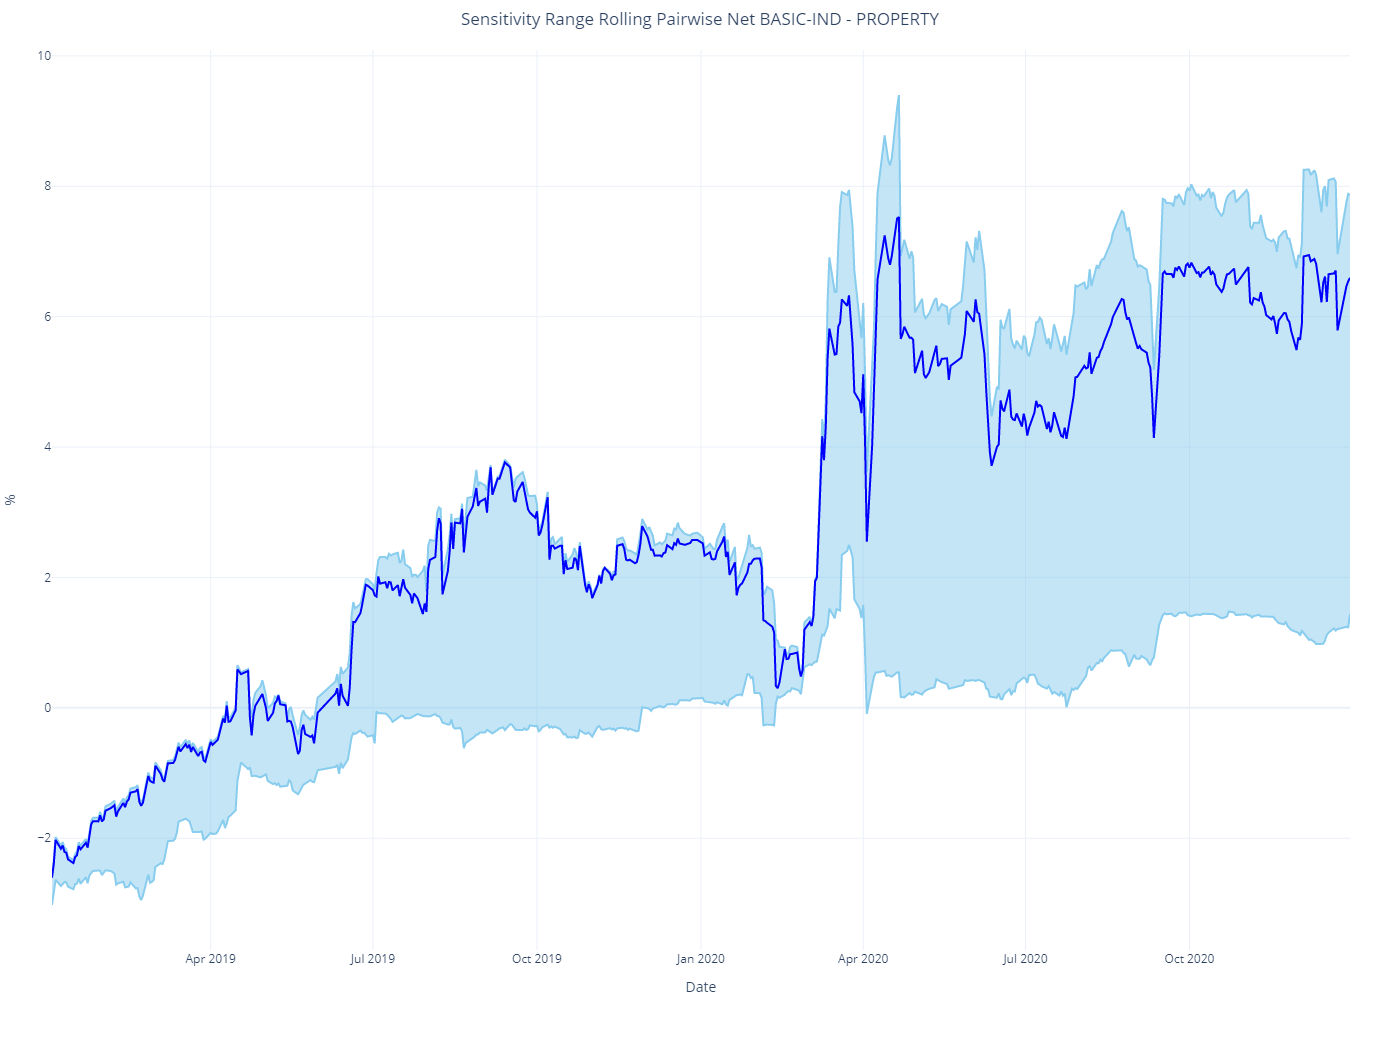 Sensitivity Range Rolling Pairwise Net BASIC-IND - PROPERTY
10
8
6
4
2
0
−2
%
Apr 2019
Jul 2019
Oct 2019
Jan 2020
Apr 2020
Jul 2020
Oct 2020
Date